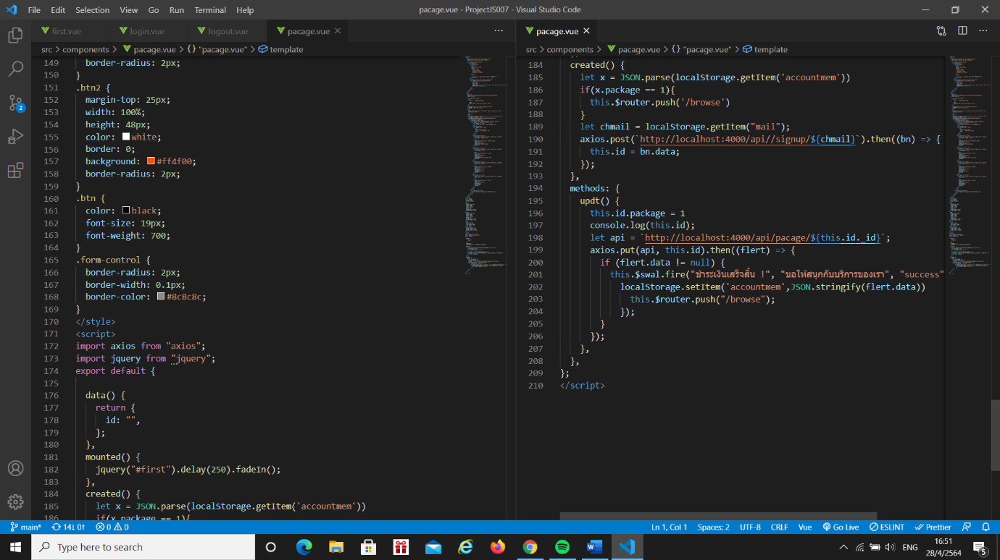 File Edit Selection View Go Run Terminal Help
pacage.vue - ProjectJS007 - Visual Studio Code
first.vue login.vue logout.vue pacage.vue
src > components > pacage.vue > {} "pacage.vue" > template
149 border-radius: 2px;
150 }
151 .btn2 {
152 margin-top: 25px;
153 width: 100%;
154 height: 48px;
155 color: white;
156 border: 0;
157 background: #ff4f00;
158 border-radius: 2px;
159 }
160 .btn {
161 color: black;
162 font-size: 19px;
163 font-weight: 700;
164 }
165 .form-control {
166 border-radius: 2px;
167 border-width: 0.1px;
168 border-color: #8c8c8c;
169 }
170 </style>
171 <script>
172 import axios from "axios";
173 import jquery from "jquery";
174 export default {
175
176 data() {
177 return {
178 id: "",
179 };
180 },
181 mounted() {
182 jquery("#first").delay(250).fadeIn();
183 },
184 created() {
185 let x = JSON.parse(localStorage.getItem('accountmem'))
186 if(x.package == 1){
pacage.vue
src > components > pacage.vue > {} "pacage.vue" > template
184 created() {
185 let x = JSON.parse(localStorage.getItem('accountmem'))
186 if(x.package == 1){
187 this.$router.push('/browse')
188 }
189 let chmail = localStorage.getItem("mail");
190 axios.post(`http://localhost:4000/api//signup/${chmail}`).then((bn) => {
191 this.id = bn.data;
192 });
193 },
194 methods: {
195 updt() {
196 this.id.package = 1
197 console.log(this.id);
198 let api = `http://localhost:4000/api/pacage/${this.id._id}`;
199 axios.put(api, this.id).then((flert) => {
200 if (flert.data != null) {
201 this.$swal.fire("ชำระเงินเสร็จสิ้น !", "ขอให้สนุกกับบริการของเรา", "success"
202 localStorage.setItem('accountmem',JSON.stringify(flert.data))
203 this.$router.push("/browse");
204 });
205 }
206 });
207 },
208 },
209 };
210 </script>
2
main* 14↓ 0↑ 0 0
Ln 1, Col 1 Spaces: 2 UTF-8 CRLF Vue Go Live ESLINT Prettier
Type here to search
ENG
16:51
28/4/2564
5